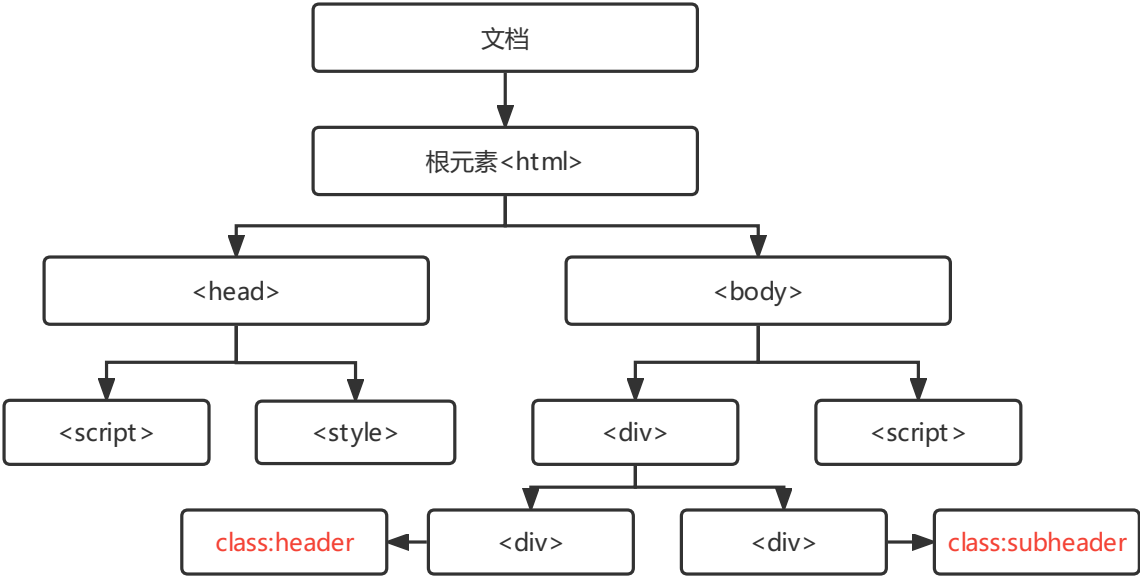 文档
根元素<html>
<head>
<body>
<script>
<style>
<div>
<script>
class:header
<div>
<div>
class:subheader